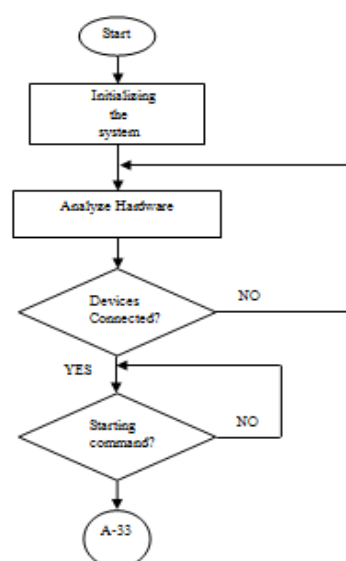 Start
Initializing
the
system
Analyze Hardware
Devices
Connected?
NO
YES
Starting
command?
NO
A-33